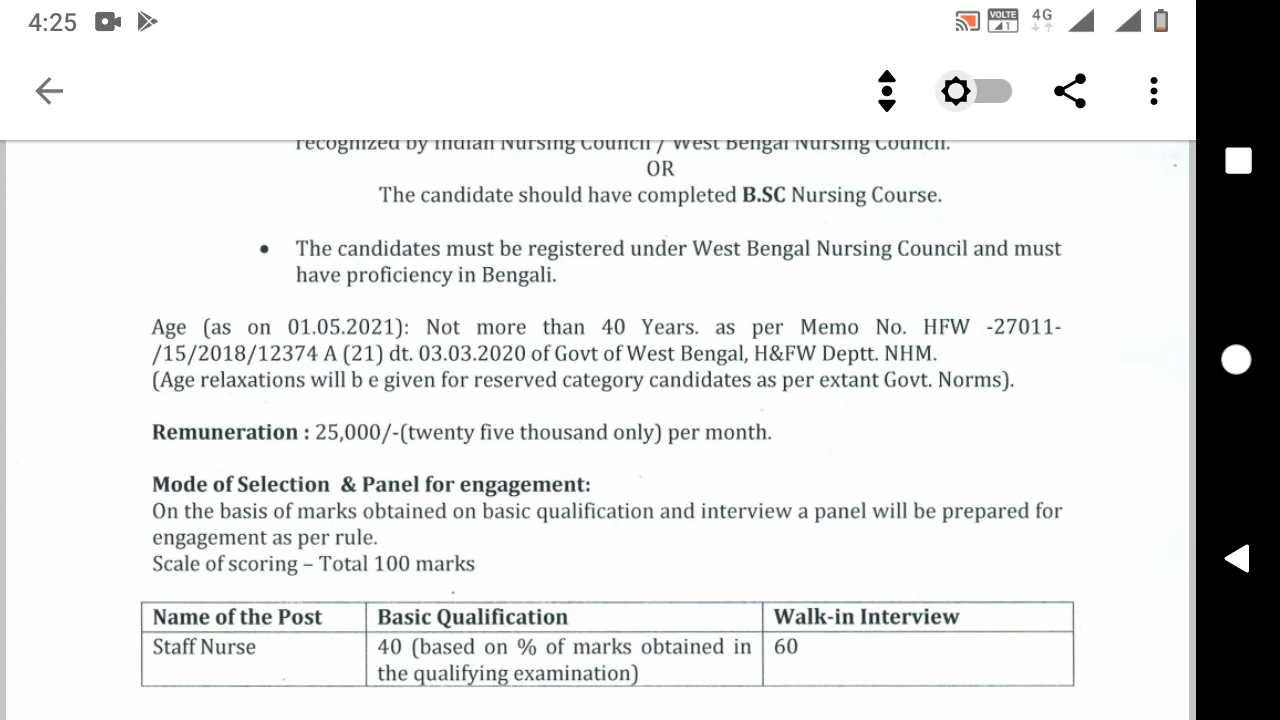 4:25
VOLTE
1
4G
recognized by Indian Nursing Council / West Bengal Nursing Council.
OR
The candidate should have completed B.SC Nursing Course.
• The candidates must be registered under West Bengal Nursing Council and must
have proficiency in Bengali.
Age (as on 01.05.2021): Not more than 40 Years. as per Memo No. HFW -27011-
/15/2018/12374 A (21) dt. 03.03.2020 of Govt of West Bengal, H&FW Deptt. NHM.
(Age relaxations will b e given for reserved category candidates as per extant Govt. Norms).
Remuneration : 25,000/-(twenty five thousand only) per month.
Mode of Selection & Panel for engagement:
On the basis of marks obtained on basic qualification and interview a panel will be prepared for
engagement as per rule.
Scale of scoring – Total 100 marks
Name of the Post Basic Qualification Walk-in Interview
Staff Nurse 40 (based on % of marks obtained in 60
the qualifying examination)